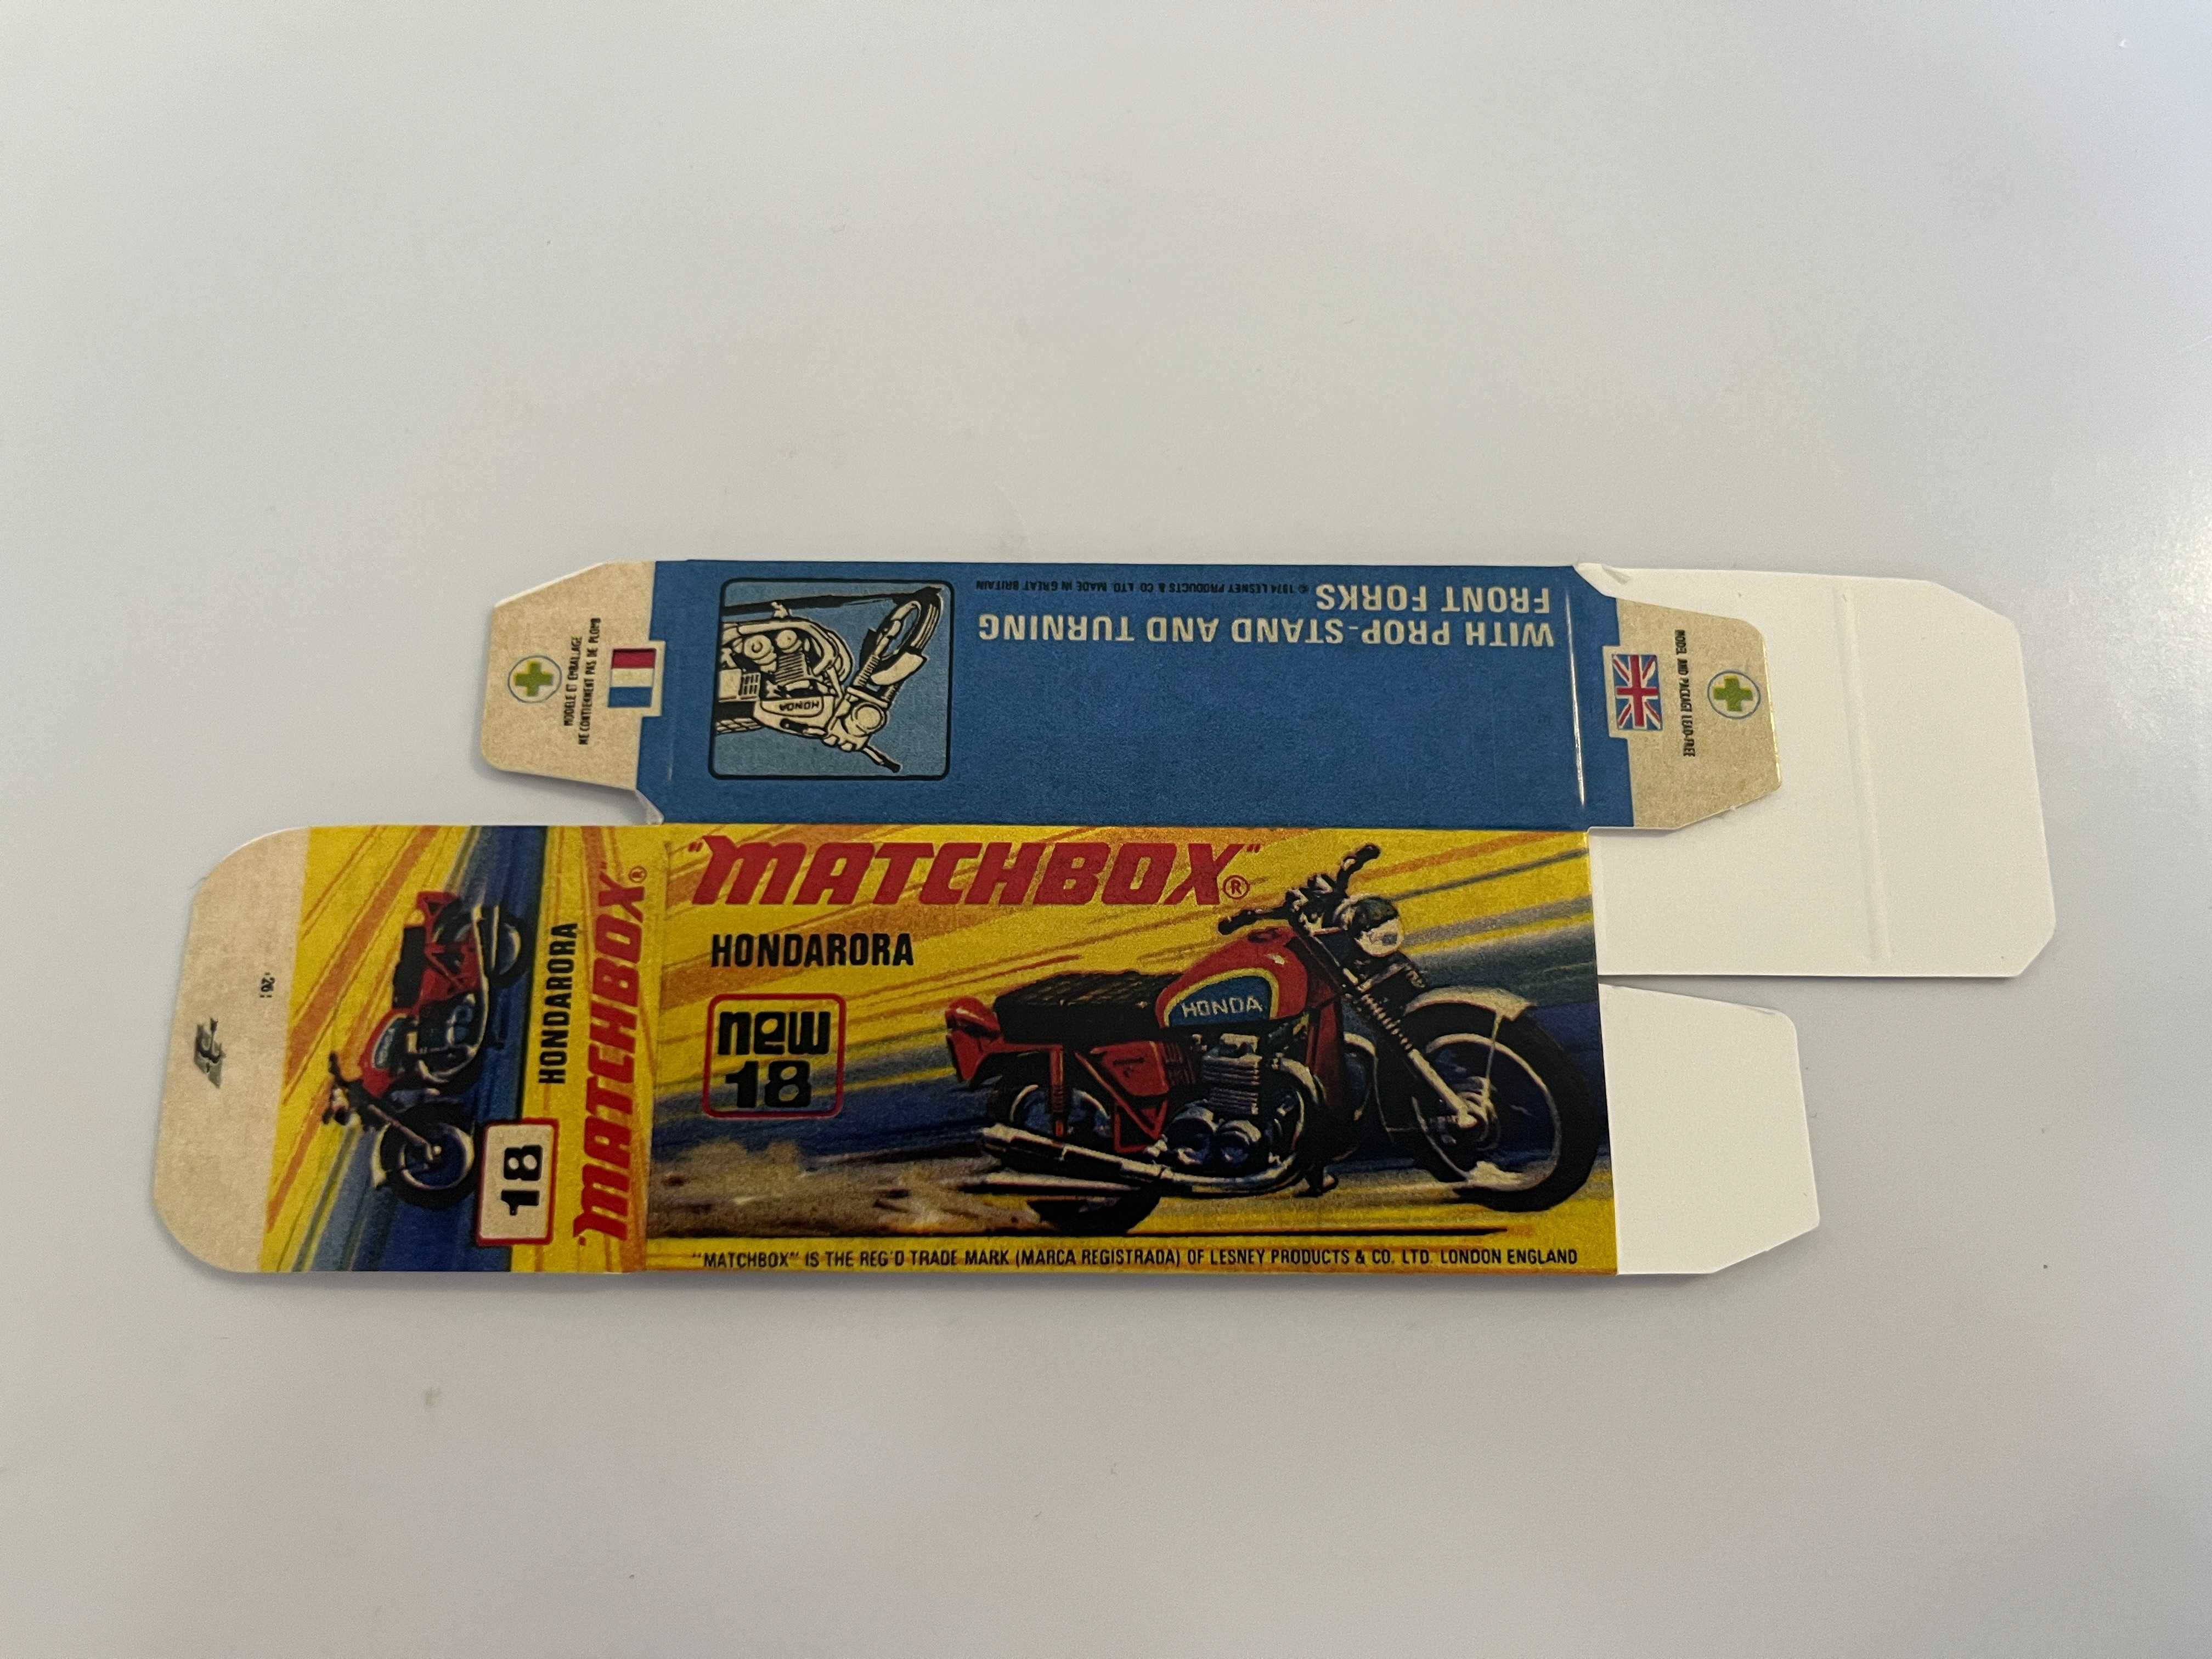 © 1974 LESNEY PRODUCTS & CO. LTD. MADE IN GREAT BRITAIN
WITH PROP-STAND AND TURNING
FRONT FORKS
HONDA
MODELE ET EMBALLAGE
NE CONTIENNENT PAS DE PLOMB
MODEL AND PACKAGE LEAD-FREE
"MATCHBOX"®
HONDARORA
new
18
HONDA
"MATCHBOX" IS THE REG'D TRADE MARK (MARCA REGISTRADA) OF LESNEY PRODUCTS & CO. LTD. LONDON ENGLAND
"MATCHBOX"®
HONDARORA
18